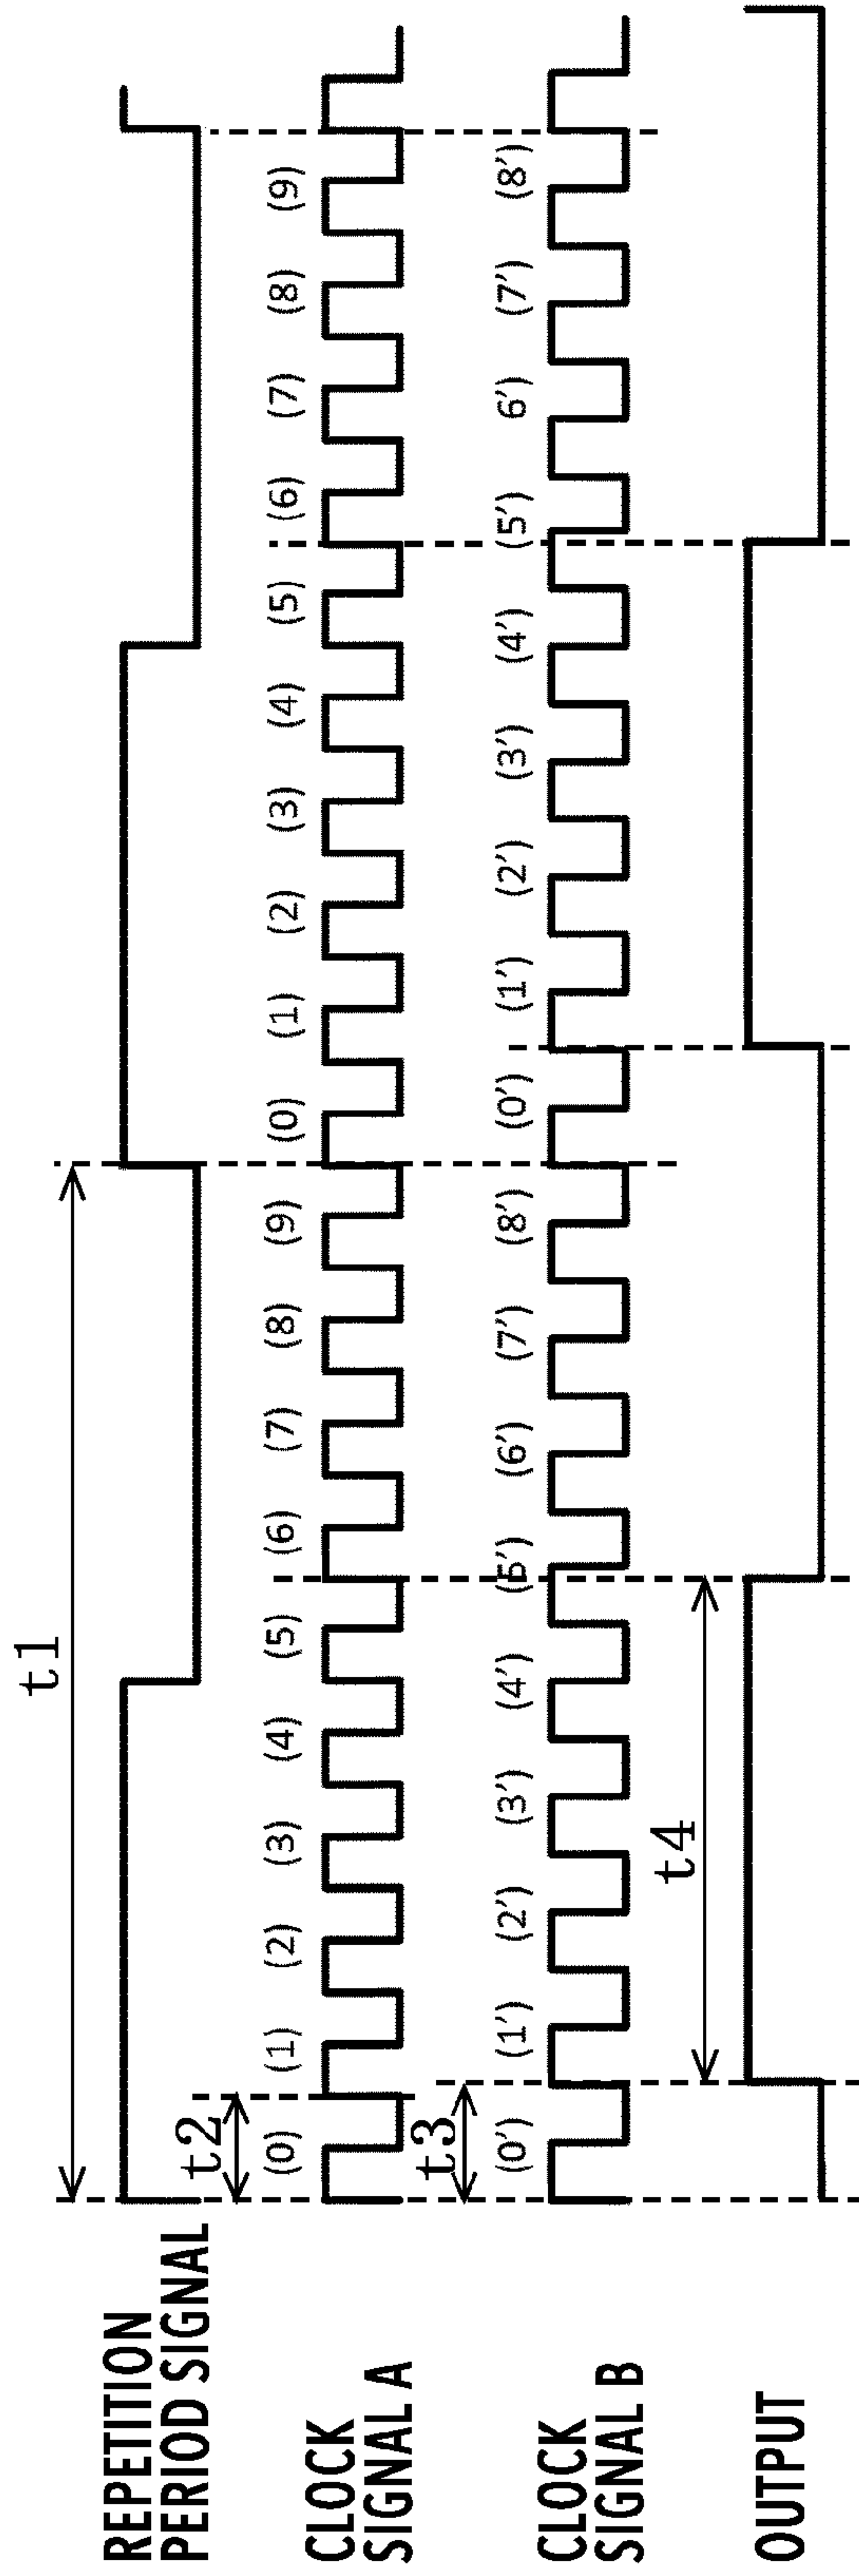 t1
REPETITION
PERIOD SIGNAL
t2
(0) (1) (2) (3) (4) (5) (6) (7) (8) (9) (0) (1) (2) (3) (4) (5) (6) (7) (8) (9)
CLOCK
SIGNAL A
t3
(0') (1') (2') (3') (4') (5') (6') (7') (8') (0') (1') (2') (3') (4') (5') 6') (7') (8')
CLOCK
SIGNAL B
t4
OUTPUT